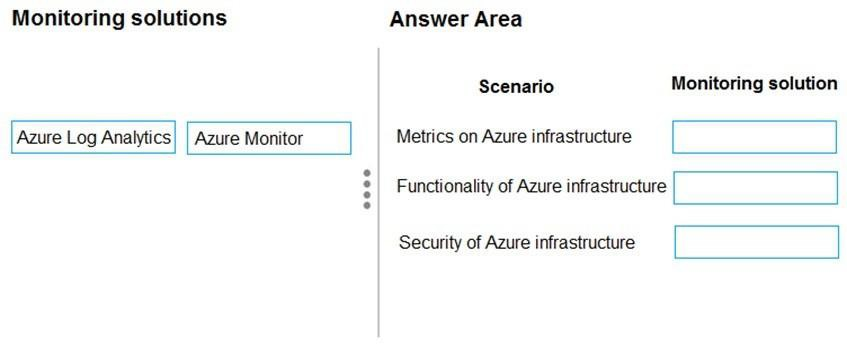 Monitoring solutions
Answer Area
Scenario
Monitoring solution
Azure Log Analytics
Azure Monitor
Metrics on Azure infrastructure
Functionality of Azure infrastructure
Security of Azure infrastructure